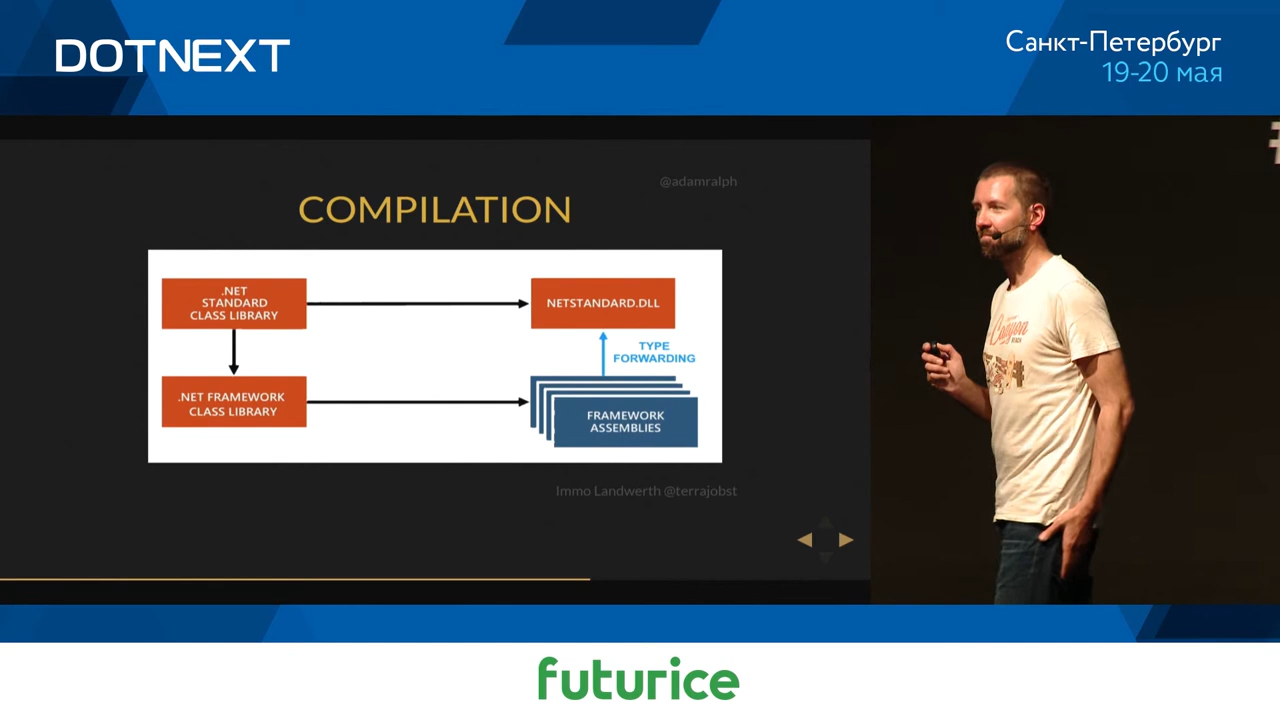 DOTNEXT
Санкт-Петербург
19-20 мая
@adamralph
COMPILATION
.NET
STANDARD
CLASS LIBRARY
NETSTANDARD.DLL
TYPE
FORWARDING
.NET FRAMEWORK
CLASS LIBRARY
FRAMEWORK
ASSEMBLIES
Immo Landwerth @terrajobst
Canyon
futurice